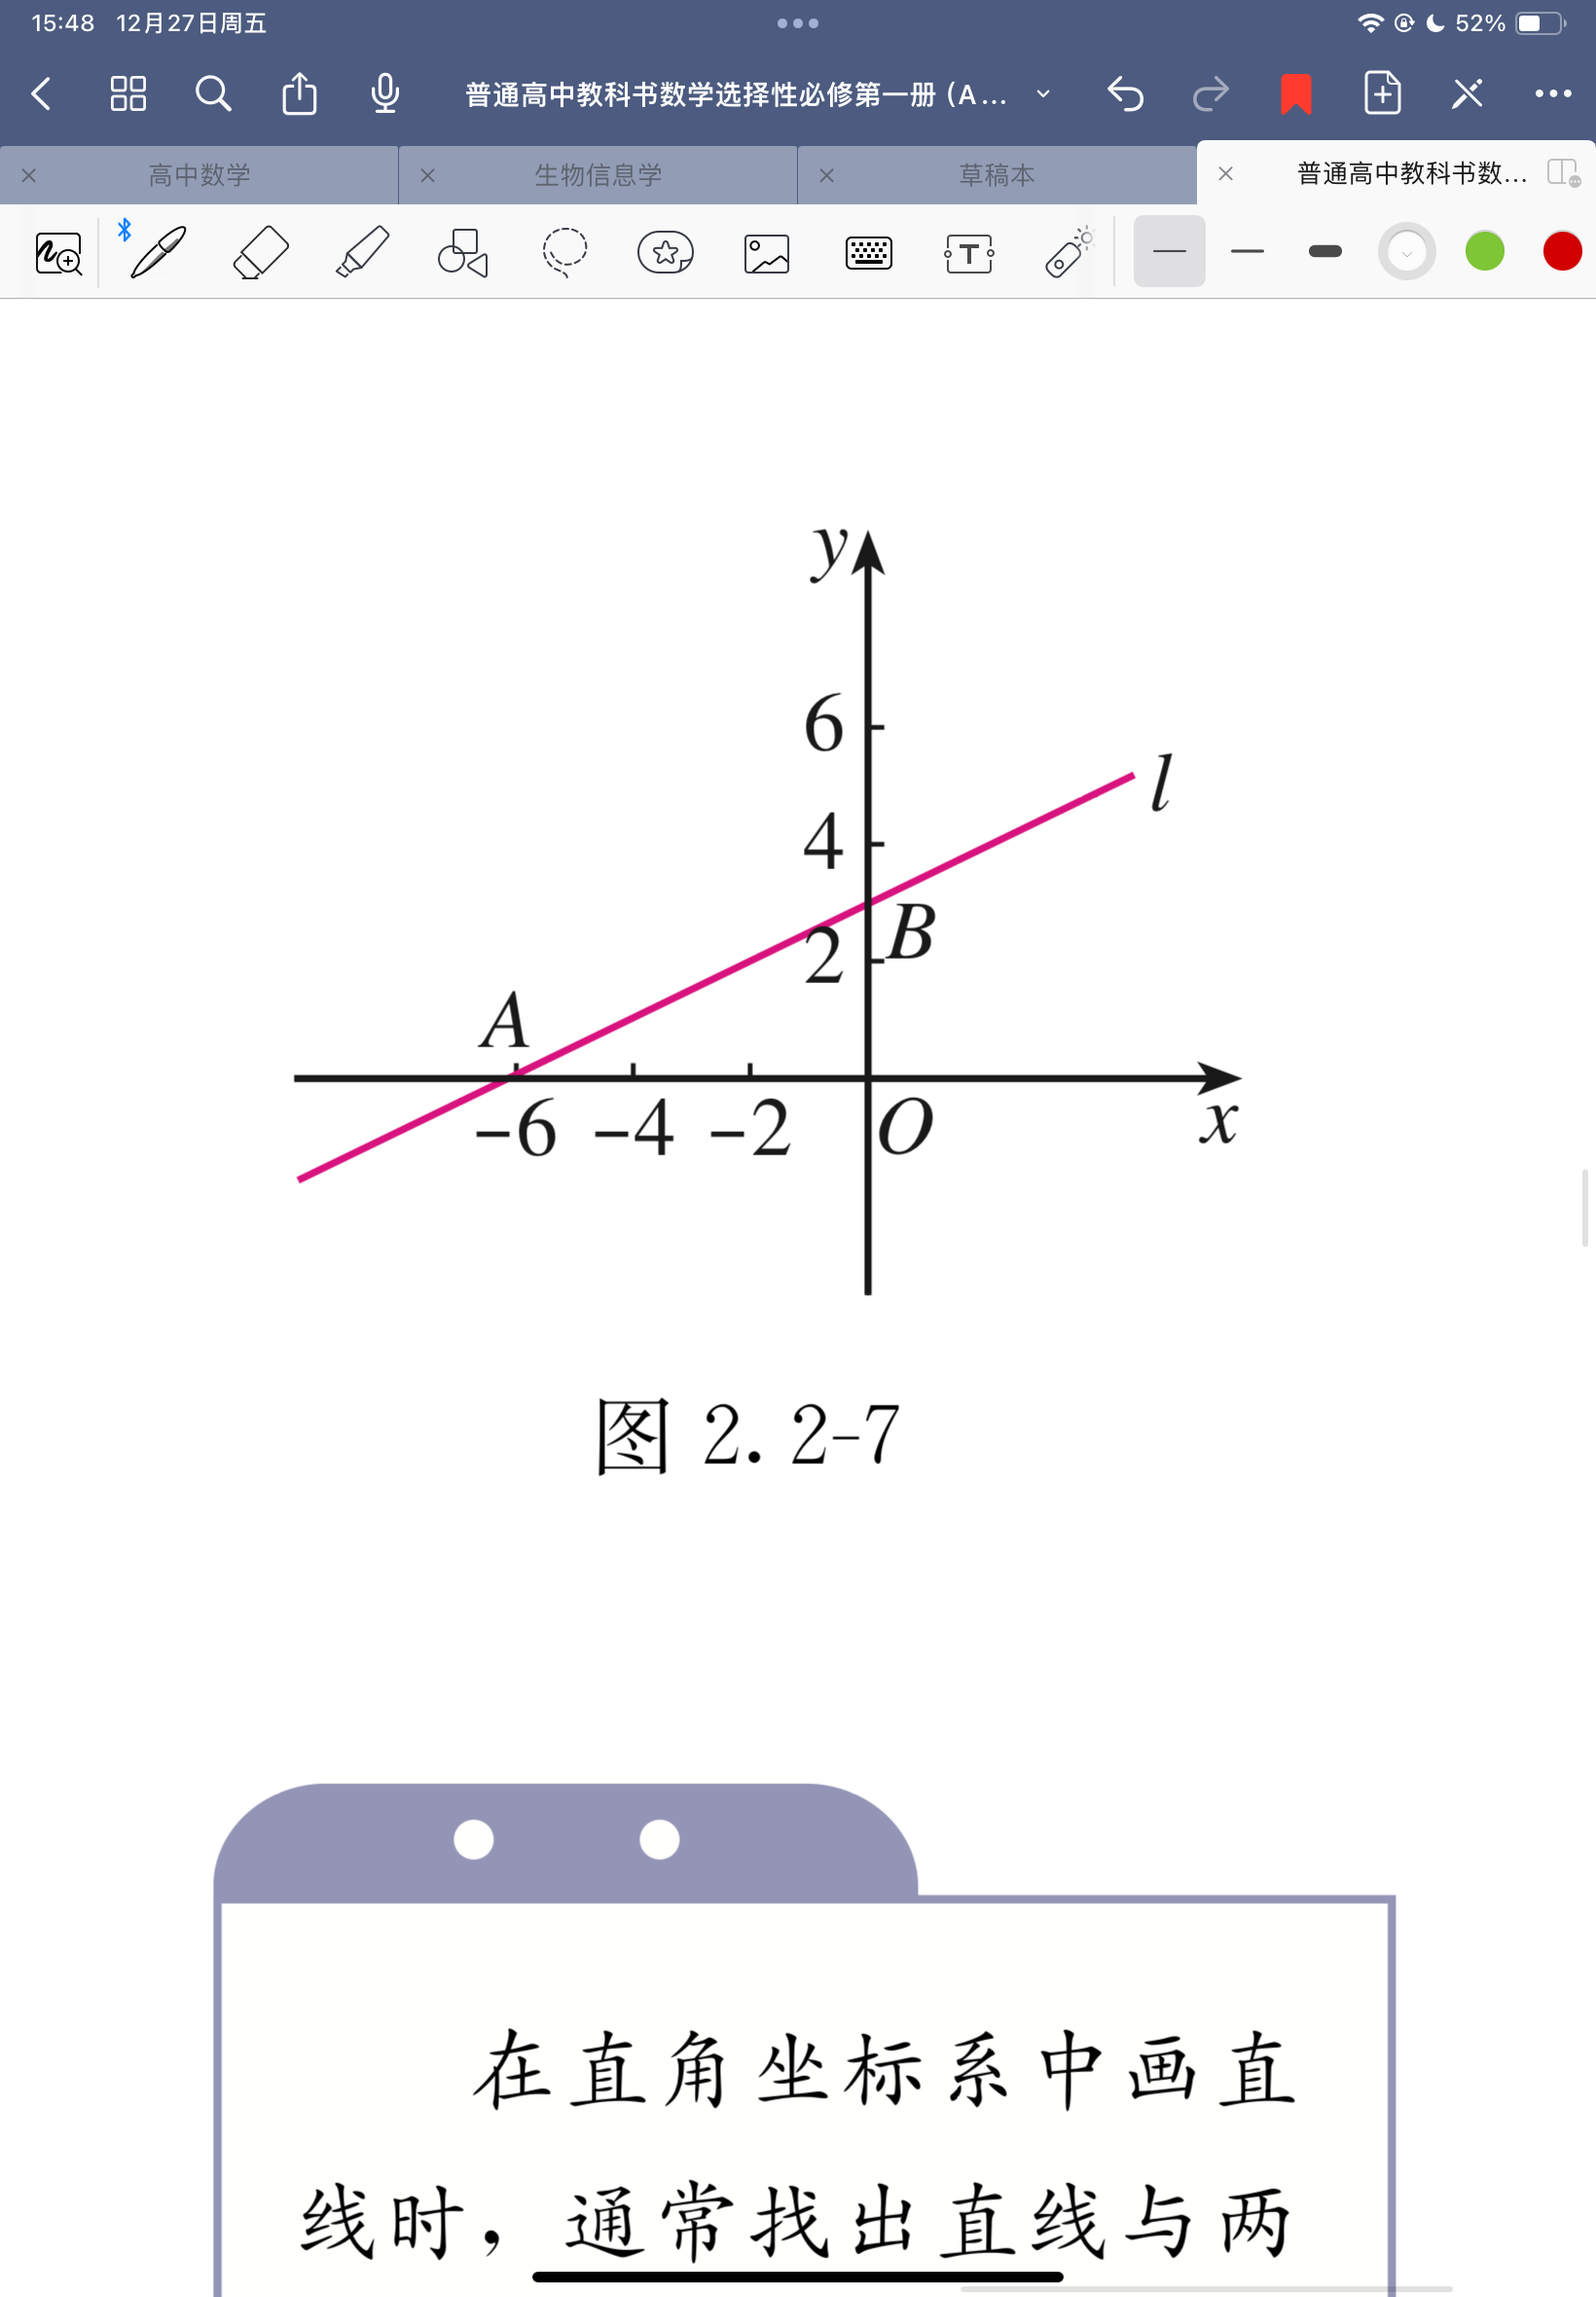 15:48 12月27日周五
52%
普通高中教科书数学选择性必修第一册 (A...
高中数学
生物信息学
草稿本
普通高中教科书数...
T
y
6
l
4
B
2
A
-6 -4 -2 O
x
图 2.2-7
在直角坐标系中画直
线时，通常找出直线与两